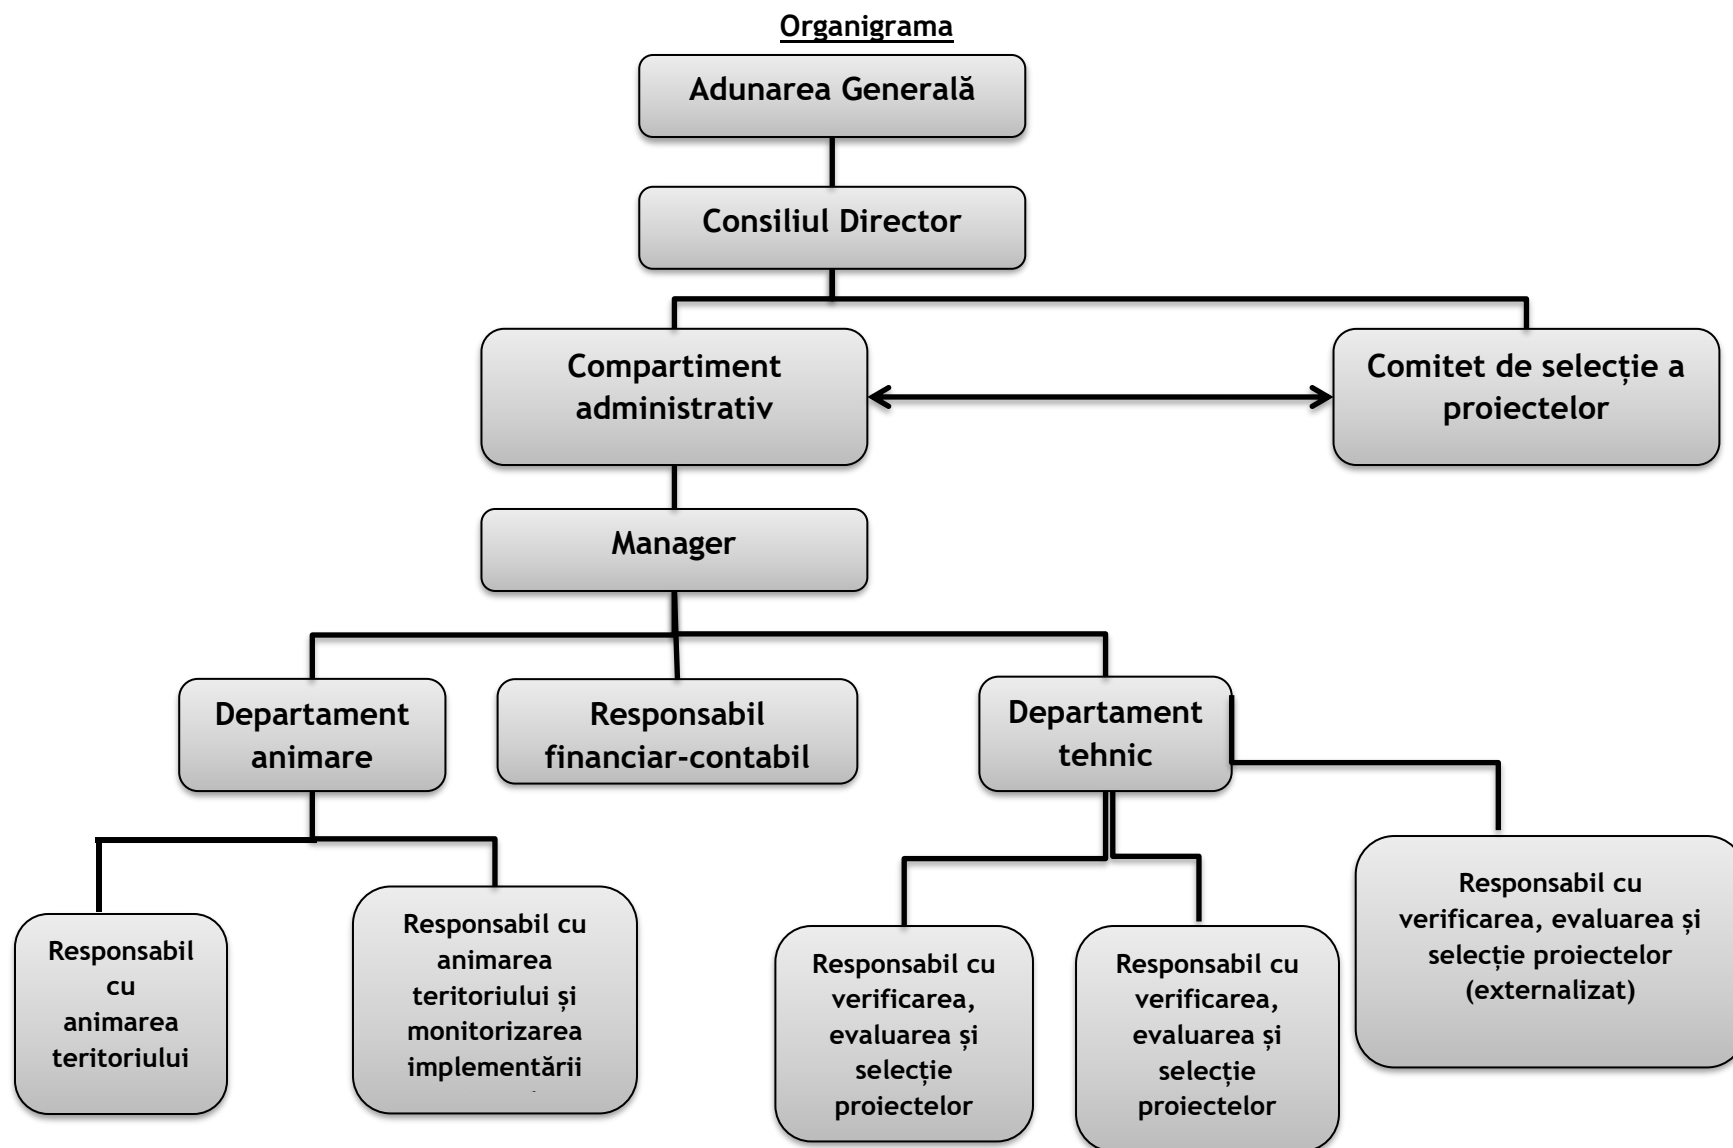 Organigrama
Adunarea Generală
Consiliul Director
Compartiment
administrativ
Comitet de selecție a
proiectelor
Manager
Departament
animare
Responsabil
financiar-contabil
Departament
tehnic
Responsabil
cu
animarea
teritoriului
Responsabil cu
animarea
teritoriului și
monitorizarea
implementării
Responsabil cu
verificarea,
evaluarea și
selecție
proiectelor
Responsabil cu
verificarea,
evaluarea și
selecție
proiectelor
Responsabil cu
verificarea, evaluarea și
selecție proiectelor
(externalizat)